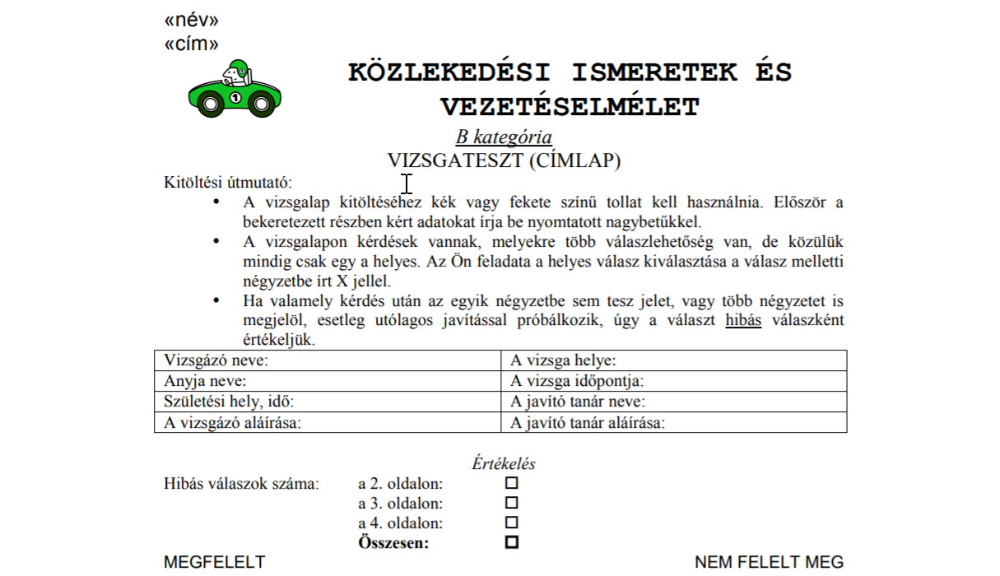 «név»
«cím»
KÖZLEKEDÉSI ISMERETEK ÉS
VEZETÉSELMÉLET
B kategória
VIZSGATESZT (CÍMLAP)
Kitöltési útmutató:
• A vizsgalap kitöltéséhez kék vagy fekete színű tollat kell használnia. Először a
bekeretezett részben kért adatokat írja be nyomtatott nagybetűkkel.
• A vizsgalapon kérdések vannak, melyekre több válaszlehetőség van, de közülük
mindig csak egy a helyes. Az Ön feladata a helyes válasz kiválasztása a válasz melletti
négyzetbe írt X jellel.
• Ha valamely kérdés után az egyik négyzetbe sem tesz jelet, vagy több négyzetet is
megjelöl, esetleg utólagos javítással próbálkozik, úgy a választ hibás válaszként
értékeljük.
Vizsgázó neve: A vizsga helye:
Anyja neve: A vizsga időpontja:
Születési hely, idő: A javító tanár neve:
A vizsgázó aláírása: A javító tanár aláírása:
Értékelés
Hibás válaszok száma: a 2. oldalon: □
a 3. oldalon: □
a 4. oldalon: □
Összesen: □
MEGFELELT NEM FELELT MEG
1